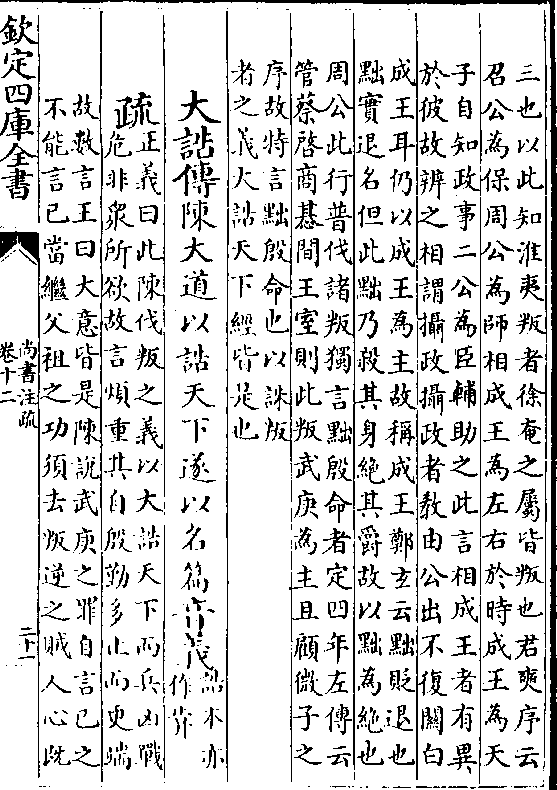 三也以此知淮夷叛者徐奄之屬皆叛也君奭序云
召公為保周公為師相成王為左右於時成王為天
子自知政事二公為臣輔助之此言相成王者有異
於彼故辨之相謂攝政攝政者教由公出不復關白
成王耳仍以成王為主故稱成王鄭玄云黜貶退也
黜實退名但此黜乃殺其身絕其爵故以黜為絕也
周公此行普伐諸叛獨言黜殷命者定四年左傳云
管蔡啓商惎間王室則此叛武庚為主且顧微子之
序故特言黜殷命也以誅叛
者之義大誥天下經皆是也
大誥傳陳大道以誥天下遂以名篇音義誥本亦
作𡘽
疏正義曰此陳伐叛之義以大誥天下而兵凶戰
危非衆所欲故言煩重其自殷勤多止而更端
故數言王曰大意皆是陳說武庚之罪自言己之
不能言己當繼父祖之功須去叛逆之賊人心既
欽定四庫全書
尚書注疏
卷十二
二十一